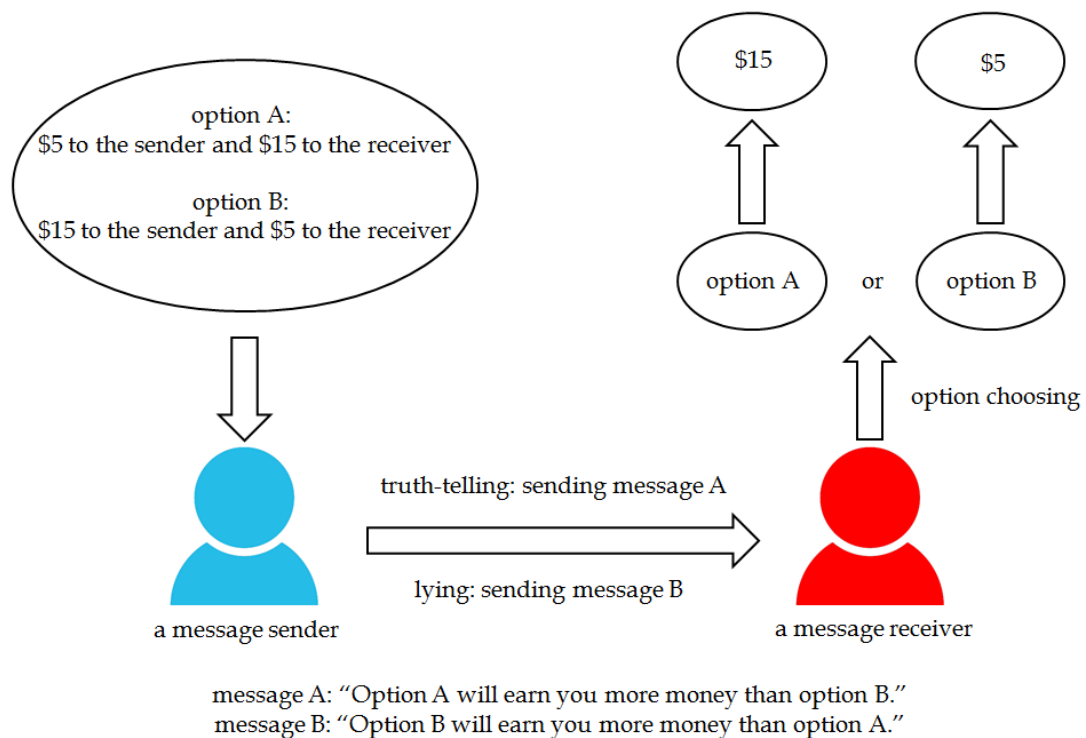 option A:
$5 to the sender and $15 to the receiver
option B:
$15 to the sender and $5 to the receiver
$15
$5
option A
or
option B
option choosing
truth-telling: sending message A
lying: sending message B
a message sender
a message receiver
message A: “Option A will earn you more money than option B.”
message B: “Option B will earn you more money than option A.”